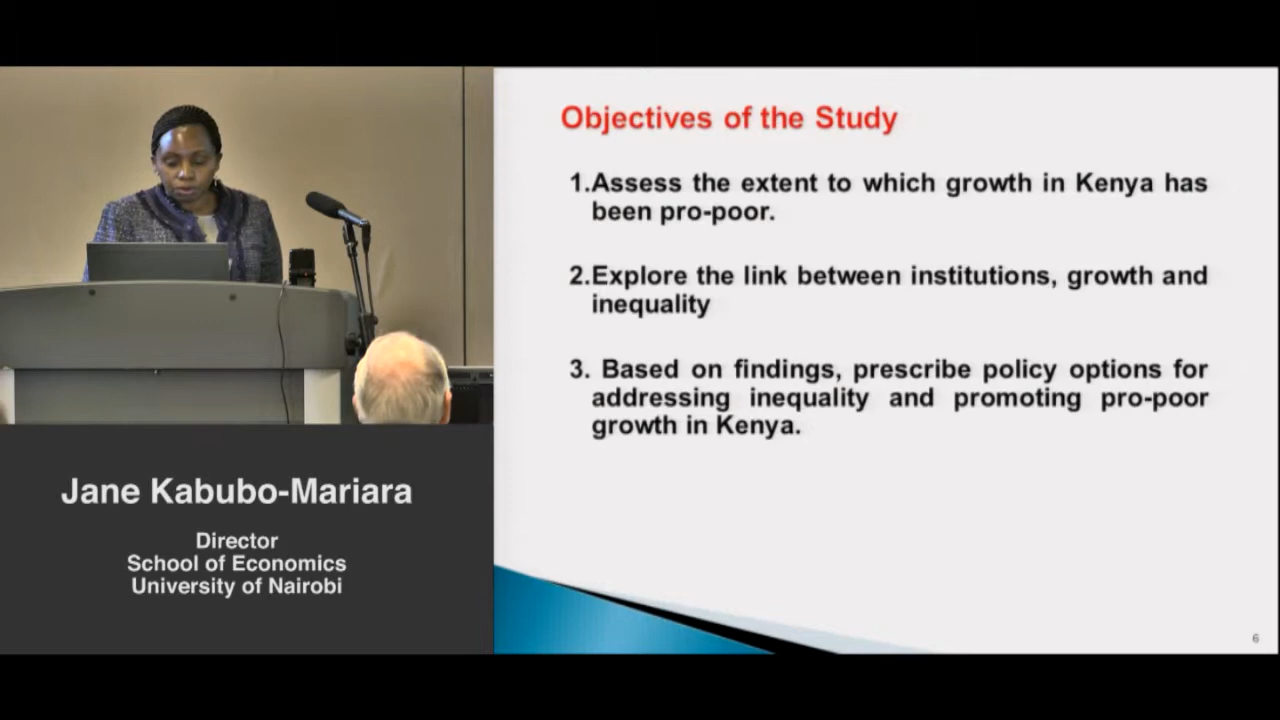 Objectives of the Study
1.Assess the extent to which growth in Kenya has
been pro-poor.
2.Explore the link between institutions, growth and
inequality
3. Based on findings, prescribe policy options for
addressing inequality and promoting pro-poor
growth in Kenya.
6
Jane Kabubo-Mariara
Director
School of Economics
University of Nairobi